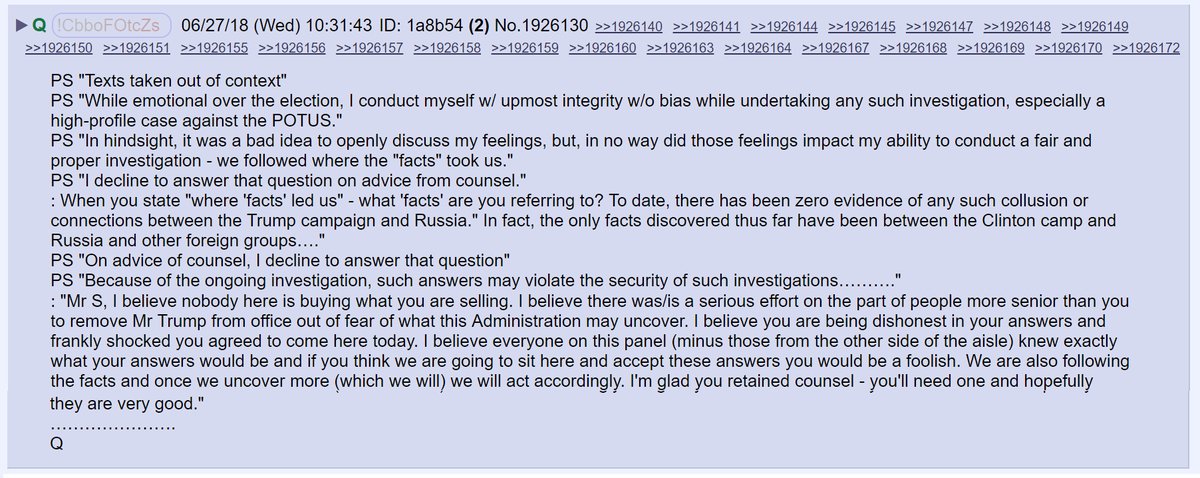 ▶ Q !CbboFOtcZs 06/27/18 (Wed) 10:31:43 ID: 1a8b54 (2) No.1926130 >>1926140 >>1926141 >>1926144 >>1926145 >>1926147 >>1926148 >>1926149
>>1926150 >>1926151 >>1926155 >>1926156 >>1926157 >>1926158 >>1926159 >>1926160 >>1926163 >>1926164 >>1926167 >>1926168 >>1926169 >>1926170 >>1926172
PS "Texts taken out of context"
PS "While emotional over the election, I conduct myself w/ upmost integrity w/o bias while undertaking any such investigation, especially a
high-profile case against the POTUS."
PS "In hindsight, it was a bad idea to openly discuss my feelings, but, in no way did those feelings impact my ability to conduct a fair and
proper investigation - we followed where the "facts" took us."
PS "I decline to answer that question on advice from counsel."
: When you state "where 'facts' led us" - what 'facts' are you referring to? To date, there has been zero evidence of any such collusion or
connections between the Trump campaign and Russia." In fact, the only facts discovered thus far have been between the Clinton camp and
Russia and other foreign groups…."
PS "On advice of counsel, I decline to answer that question"
PS "Because of the ongoing investigation, such answers may violate the security of such investigations………."
: "Mr S, I believe nobody here is buying what you are selling. I believe there was/is a serious effort on the part of people more senior than you
to remove Mr Trump from office out of fear of what this Administration may uncover. I believe you are being dishonest in your answers and
frankly shocked you agreed to come here today. I believe everyone on this panel (minus those from the other side of the aisle) knew exactly
what your answers would be and if you think we are going to sit here and accept these answers you would be a foolish. We are also following
the facts and once we uncover more (which we will) we will act accordingly. I'm glad you retained counsel - you'll need one and hopefully
they are very good."
………………….
Q